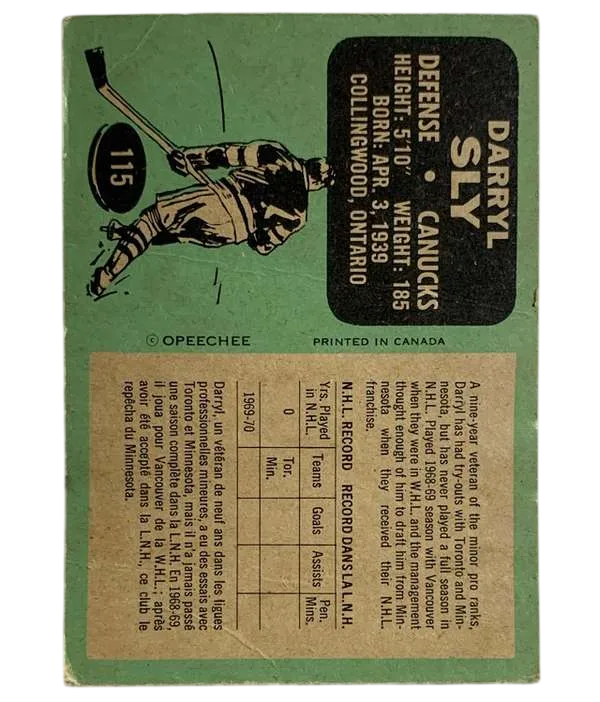 DARRYL
SLY
DEFENSE • CANUCKS
HEIGHT: 5'10" WEIGHT: 185
BORN: APR. 3, 1939
COLLINGWOOD, ONTARIO
115
© OPEECHEE
PRINTED IN CANADA
A nine-year veteran of the minor pro ranks,
Darryl has had try-outs with Toronto and Min-
nesota, but has never played a full season in
N.H.L. Played 1968-69 season with Vancouver
when they were in W.H.L. and the management
thought enough of him to draft him from Min-
nesota when they received their N.H.L.
franchise.
N.H.L. RECORD RECORD DANS LA L.N.H.
Yrs. Played
in N.H.L. Teams Goals Assists Pen.
Mins.
0 Tor.
Min.
1969-70
Darryl, un vétéran de neuf ans dans les ligues
professionnelles mineures, a eu des essais avec
Toronto et Minnesota, mais il n'a jamais passé
une saison complète dans la L.N.H. En 1968-69,
il joua pour Vancouver de la W.H.L.; après
avoir été accepté dans la L.N.H., ce club le
repêcha du Minnesota.